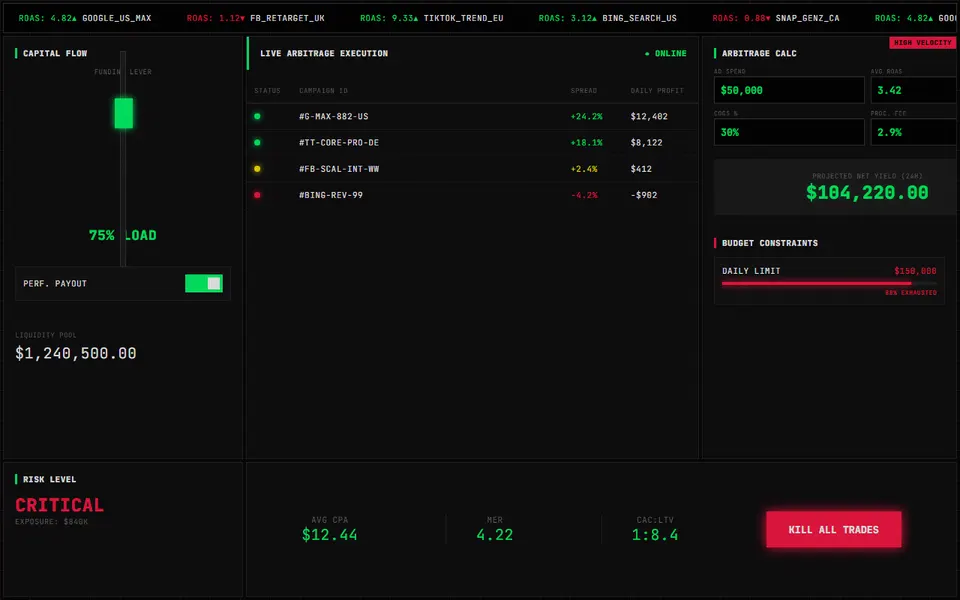 ROAS: 4.82▲ GOOGLE_US_MAX ROAS: 1.12▼ FB_RETARGET_UK ROAS: 9.33▲ TIKTOK_TREND_EU ROAS: 3.12▲ BING_SEARCH_US ROAS: 0.88▼ SNAP_GENZ_CA ROAS: 4.82▲ GOO
CAPITAL FLOW
FUNDIN LEVER
75% LOAD
PERF. PAYOUT
LIQUIDITY POOL
$1,240,500.00
LIVE ARBITRAGE EXECUTION
● ONLINE
STATUS CAMPAIGN ID SPREAD DAILY PROFIT
#G-MAX-882-US +24.2% $12,402
#TT-CORE-PRO-DE +18.1% $8,122
#FB-SCAL-INT-WW +2.4% $412
#BING-REV-99 -4.2% -$902
HIGH VELOCITY
ARBITRAGE CALC
AD SPEND AVG ROAS
$50,000 3.42
COGS % PROC. FEE
30% 2.9%
PROJECTED NET YIELD (24H)
$104,220.00
BUDGET CONSTRAINTS
DAILY LIMIT $150,000
88% EXHAUSTED
RISK LEVEL
CRITICAL
EXPOSURE: $840K
AVG CPA
$12.44
MER
4.22
CAC:LTV
1:8.4
KILL ALL TRADES